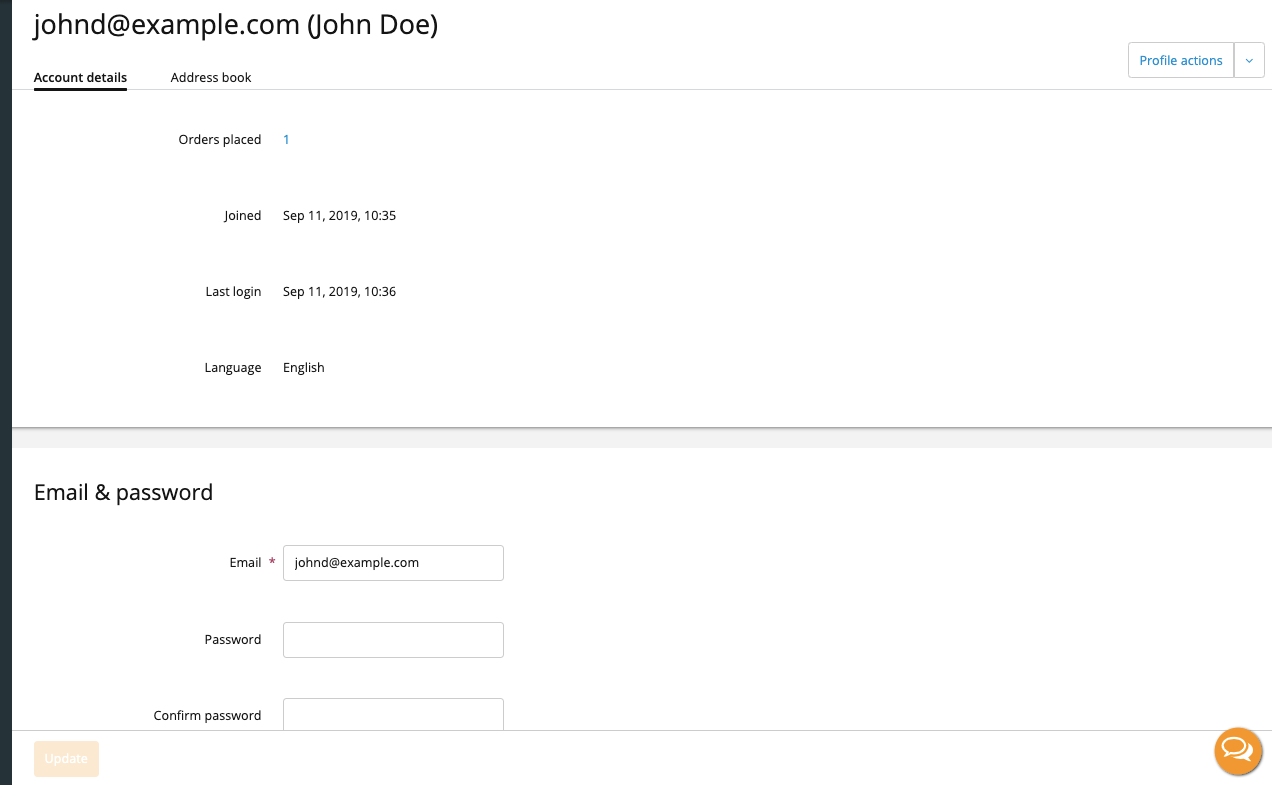 johnd@example.com (John Doe)
Profile actions
Account details Address book
Orders placed 1
Joined Sep 11, 2019, 10:35
Last login Sep 11, 2019, 10:36
Language English
Email & password
Email * johnd@example.com
Password
Confirm password
Update